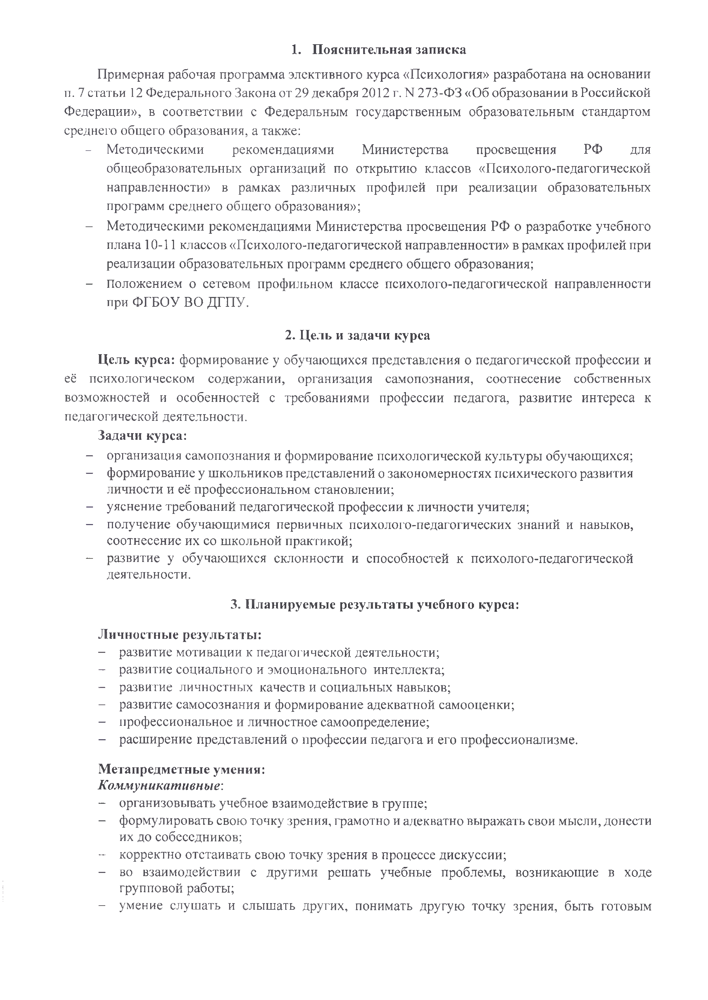 1. Пояснительная записка
Примерная рабочая программа элективного курса «Психология» разработана на основании
п. 7 статьи 12 Федерального Закона от 29 декабря 2012 г. N 273-ФЗ «Об образовании в Российской
Федерации», в соответствии с Федеральным государственным образовательным стандартом
среднего общего образования, а также:
- Методическими рекомендациями Министерства просвещения РФ для
общеобразовательных организаций по открытию классов «Психолого-педагогической
направленности» в рамках различных профилей при реализации образовательных
программ среднего общего образования»;
– Методическими рекомендациями Министерства просвещения РФ о разработке учебного
плана 10-11 классов «Психолого-педагогической направленности» в рамках профилей при
реализации образовательных программ среднего общего образования;
– Положением о сетевом профильном классе психолого-педагогической направленности
при ФГБОУ ВО ДГПУ.
2. Цель и задачи курса
Цель курса: формирование у обучающихся представления о педагогической профессии и
её психологическом содержании, организация самопознания, соотнесение собственных
возможностей и особенностей с требованиями профессии педагога, развитие интереса к
педагогической деятельности.
Задачи курса:
– организация самопознания и формирование психологической культуры обучающихся;
– формирование у школьников представлений о закономерностях психического развития
личности и её профессиональном становлении;
– уяснение требований педагогической профессии к личности учителя;
– получение обучающимися первичных психолого-педагогических знаний и навыков,
соотнесение их со школьной практикой;
– развитие у обучающихся склонности и способностей к психолого-педагогической
деятельности.
3. Планируемые результаты учебного курса:
Личностные результаты:
– развитие мотивации к педагогической деятельности;
– развитие социального и эмоционального интеллекта;
– развитие личностных качеств и социальных навыков;
– развитие самосознания и формирование адекватной самооценки;
– профессиональное и личностное самоопределение;
– расширение представлений о профессии педагога и его профессионализме.
Метапредметные умения:
Коммуникативные:
– организовывать учебное взаимодействие в группе;
– формулировать свою точку зрения, грамотно и адекватно выражать свои мысли, донести
их до собеседников;
– корректно отстаивать свою точку зрения в процессе дискуссии;
– во взаимодействии с другими решать учебные проблемы, возникающие в ходе
групповой работы;
– умение слушать и слышать других, понимать другую точку зрения, быть готовым